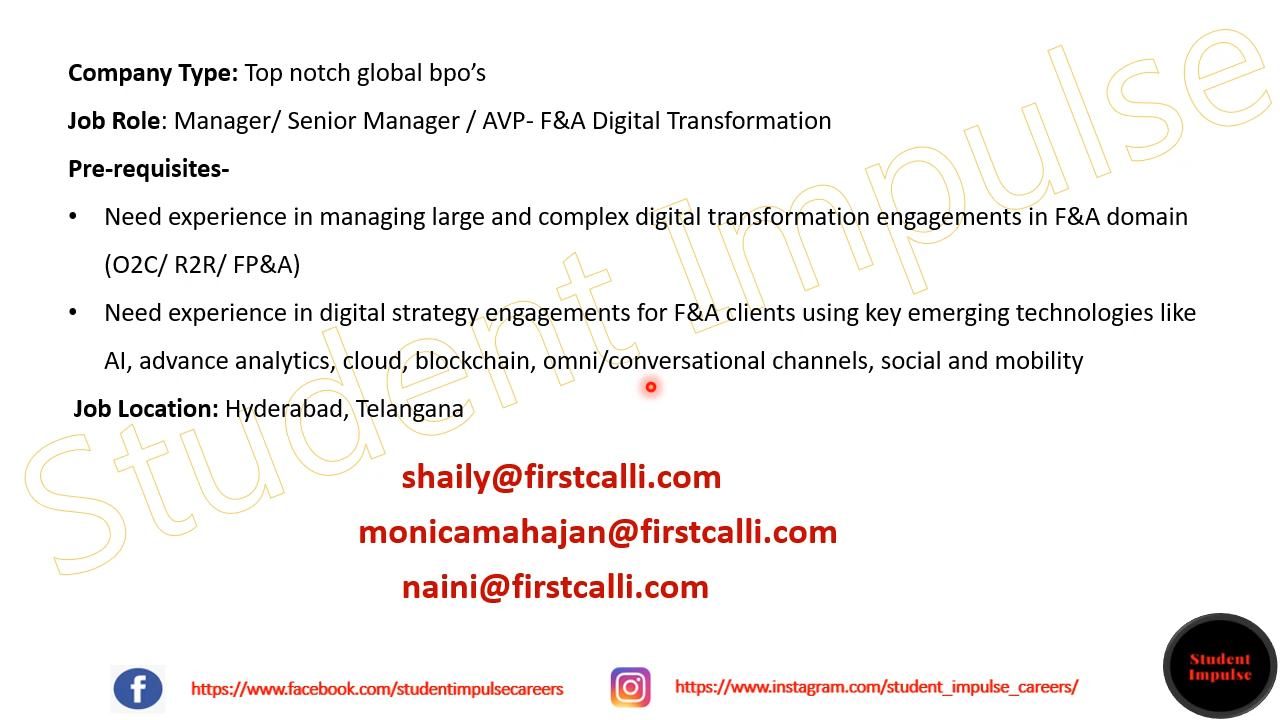 Company Type: Top notch global bpo’s
Job Role: Manager/ Senior Manager / AVP- F&A Digital Transformation
Pre-requisites-
• Need experience in managing large and complex digital transformation engagements in F&A domain
(O2C/ R2R/ FP&A)
• Need experience in digital strategy engagements for F&A clients using key emerging technologies like
AI, advance analytics, cloud, blockchain, omni/conversational channels, social and mobility
Job Location: Hyderabad, Telangana
shaily@firstcalli.com
monicamahajan@firstcalli.com
naini@firstcalli.com
Student Impulse
https://www.facebook.com/studentimpulsecareers
https://www.instagram.com/student_impulse_careers/
Student
Impulse